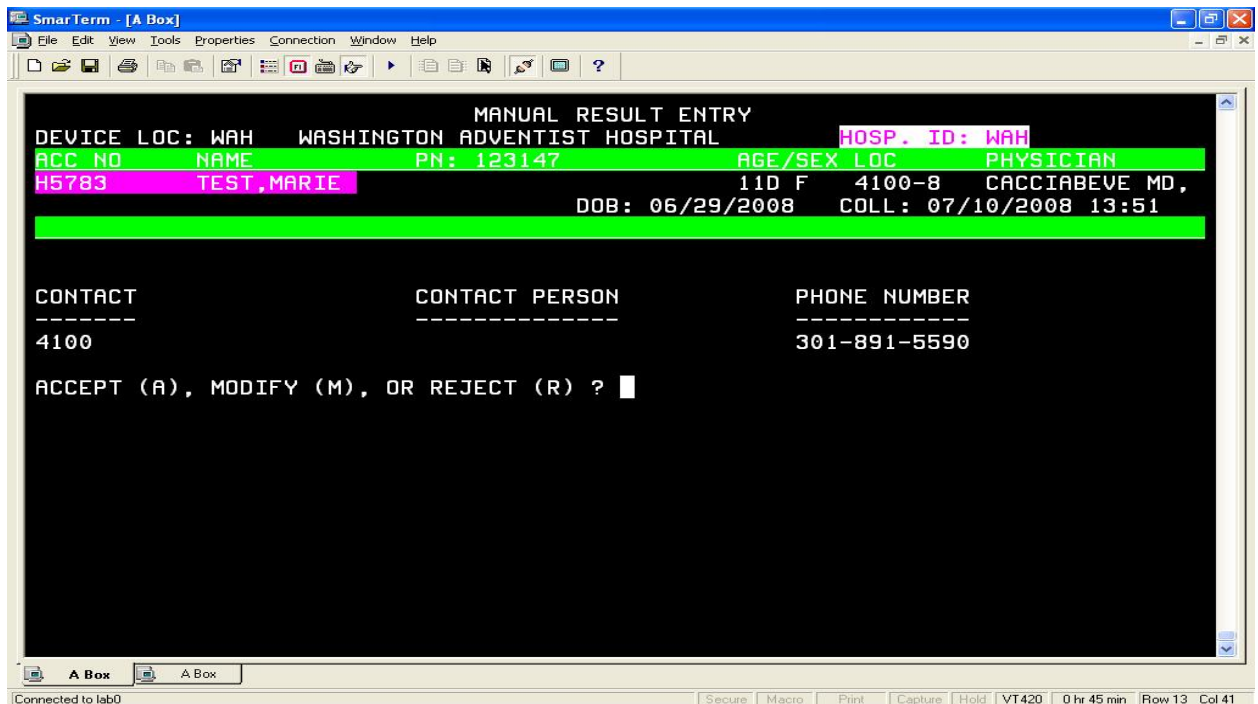 SmarTerm - [A Box]
File Edit View Tools Properties Connection Window Help
MANUAL RESULT ENTRY
DEVICE LOC: WAH WASHINGTON ADVENTIST HOSPITAL HOSP. ID: WAH
ACC NO NAME PN: 123147 AGE/SEX LOC PHYSICIAN
H5783 TEST,MARIE 11D F 4100-8 CACCIABEVE MD,
DOB: 06/29/2008 COLL: 07/10/2008 13:51
CONTACT CONTACT PERSON PHONE NUMBER
------- -------------- ------------
4100 301-891-5590
ACCEPT (A), MODIFY (M), OR REJECT (R) ?
A Box A Box
Connected to lab0 Secure Macro Print Capture Hold VT420 0 hr 45 min Row 13 Col 41